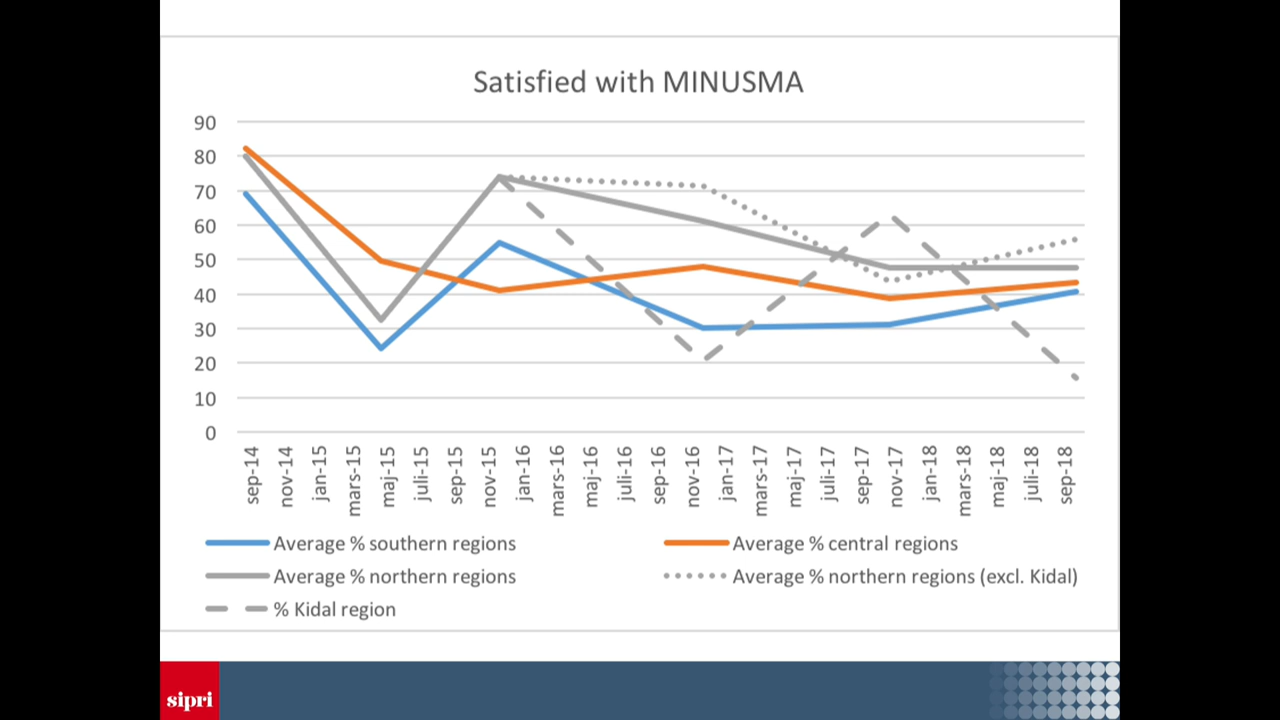 Satisfied with MINUSMA
90
80
70
60
50
40
30
20
10
0
sep-14
nov-14
jan-15
mars-15
maj-15
juli-15
sep-15
nov-15
jan-16
mars-16
maj-16
juli-16
sep-16
nov-16
jan-17
mars-17
maj-17
juli-17
sep-17
nov-17
jan-18
mars-18
maj-18
juli-18
sep-18
Average % southern regions
Average % central regions
Average % northern regions
Average % northern regions (excl. Kidal)
% Kidal region
sipri